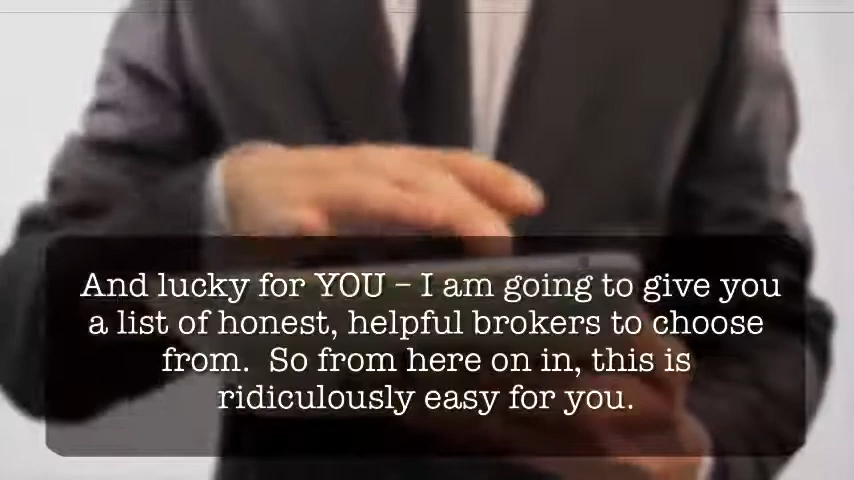 And lucky for YOU – I am going to give you
a list of honest, helpful brokers to choose
from.  So from here on in, this is
ridiculously easy for you.